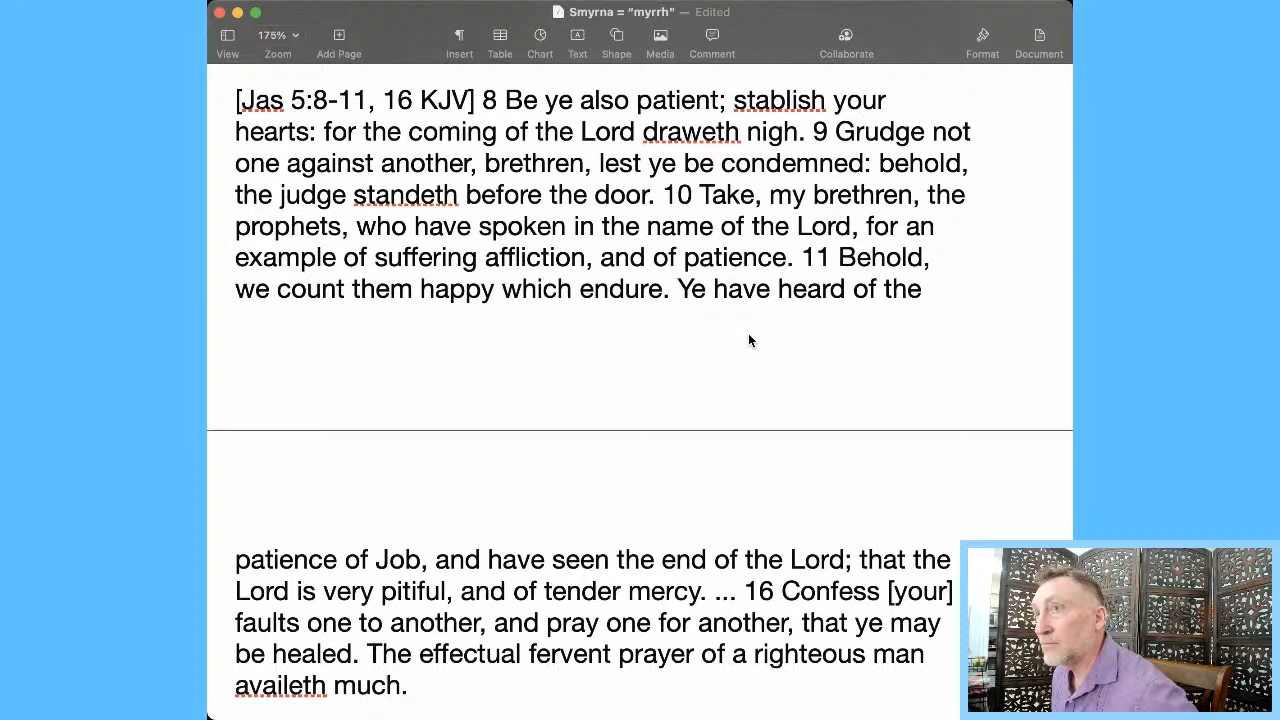 Smyrna = "myrrh" — Edited
175%
View Zoom Add Page Insert Table Chart Text Shape Media Comment Collaborate Format Document
[Jas 5:8-11, 16 KJV] 8 Be ye also patient; stablish your
hearts: for the coming of the Lord draweth nigh. 9 Grudge not
one against another, brethren, lest ye be condemned: behold,
the judge standeth before the door. 10 Take, my brethren, the
prophets, who have spoken in the name of the Lord, for an
example of suffering affliction, and of patience. 11 Behold,
we count them happy which endure. Ye have heard of the
patience of Job, and have seen the end of the Lord; that the
Lord is very pitiful, and of tender mercy. ... 16 Confess [your]
faults one to another, and pray one for another, that ye may
be healed. The effectual fervent prayer of a righteous man
availeth much.